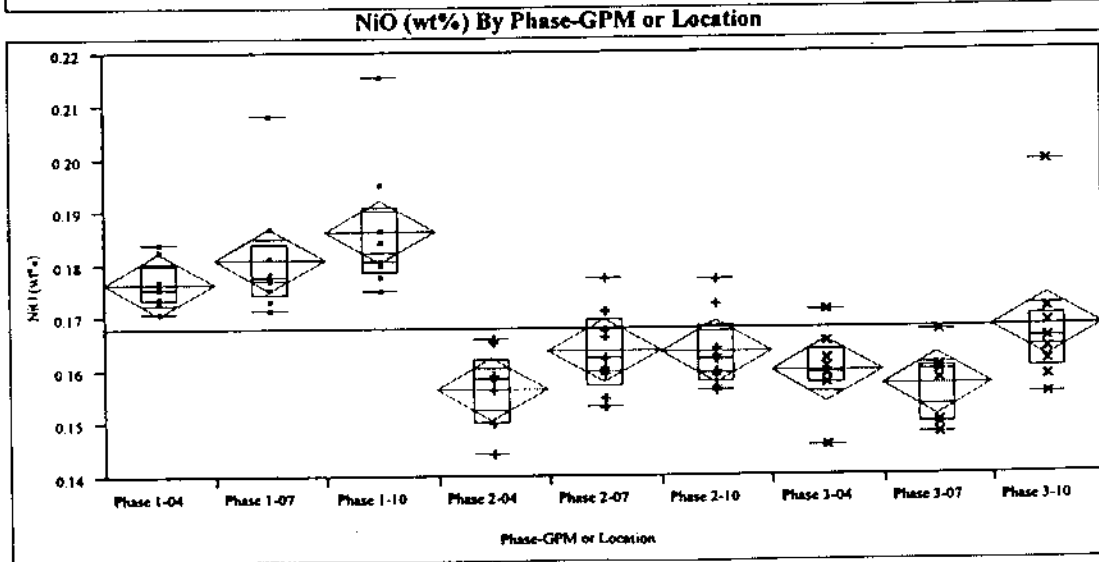 NiO (wt%) By Phase-GPM or Location
0.22
0.21
0.20
0.19
0.18
0.17
0.16
0.15
0.14
NiO (wt%)
Phase 1-04 Phase 1-07 Phase 1-10 Phase 2-04 Phase 2-07 Phase 2-10 Phase 3-04 Phase 3-07 Phase 3-10
Phase-GPM or Location